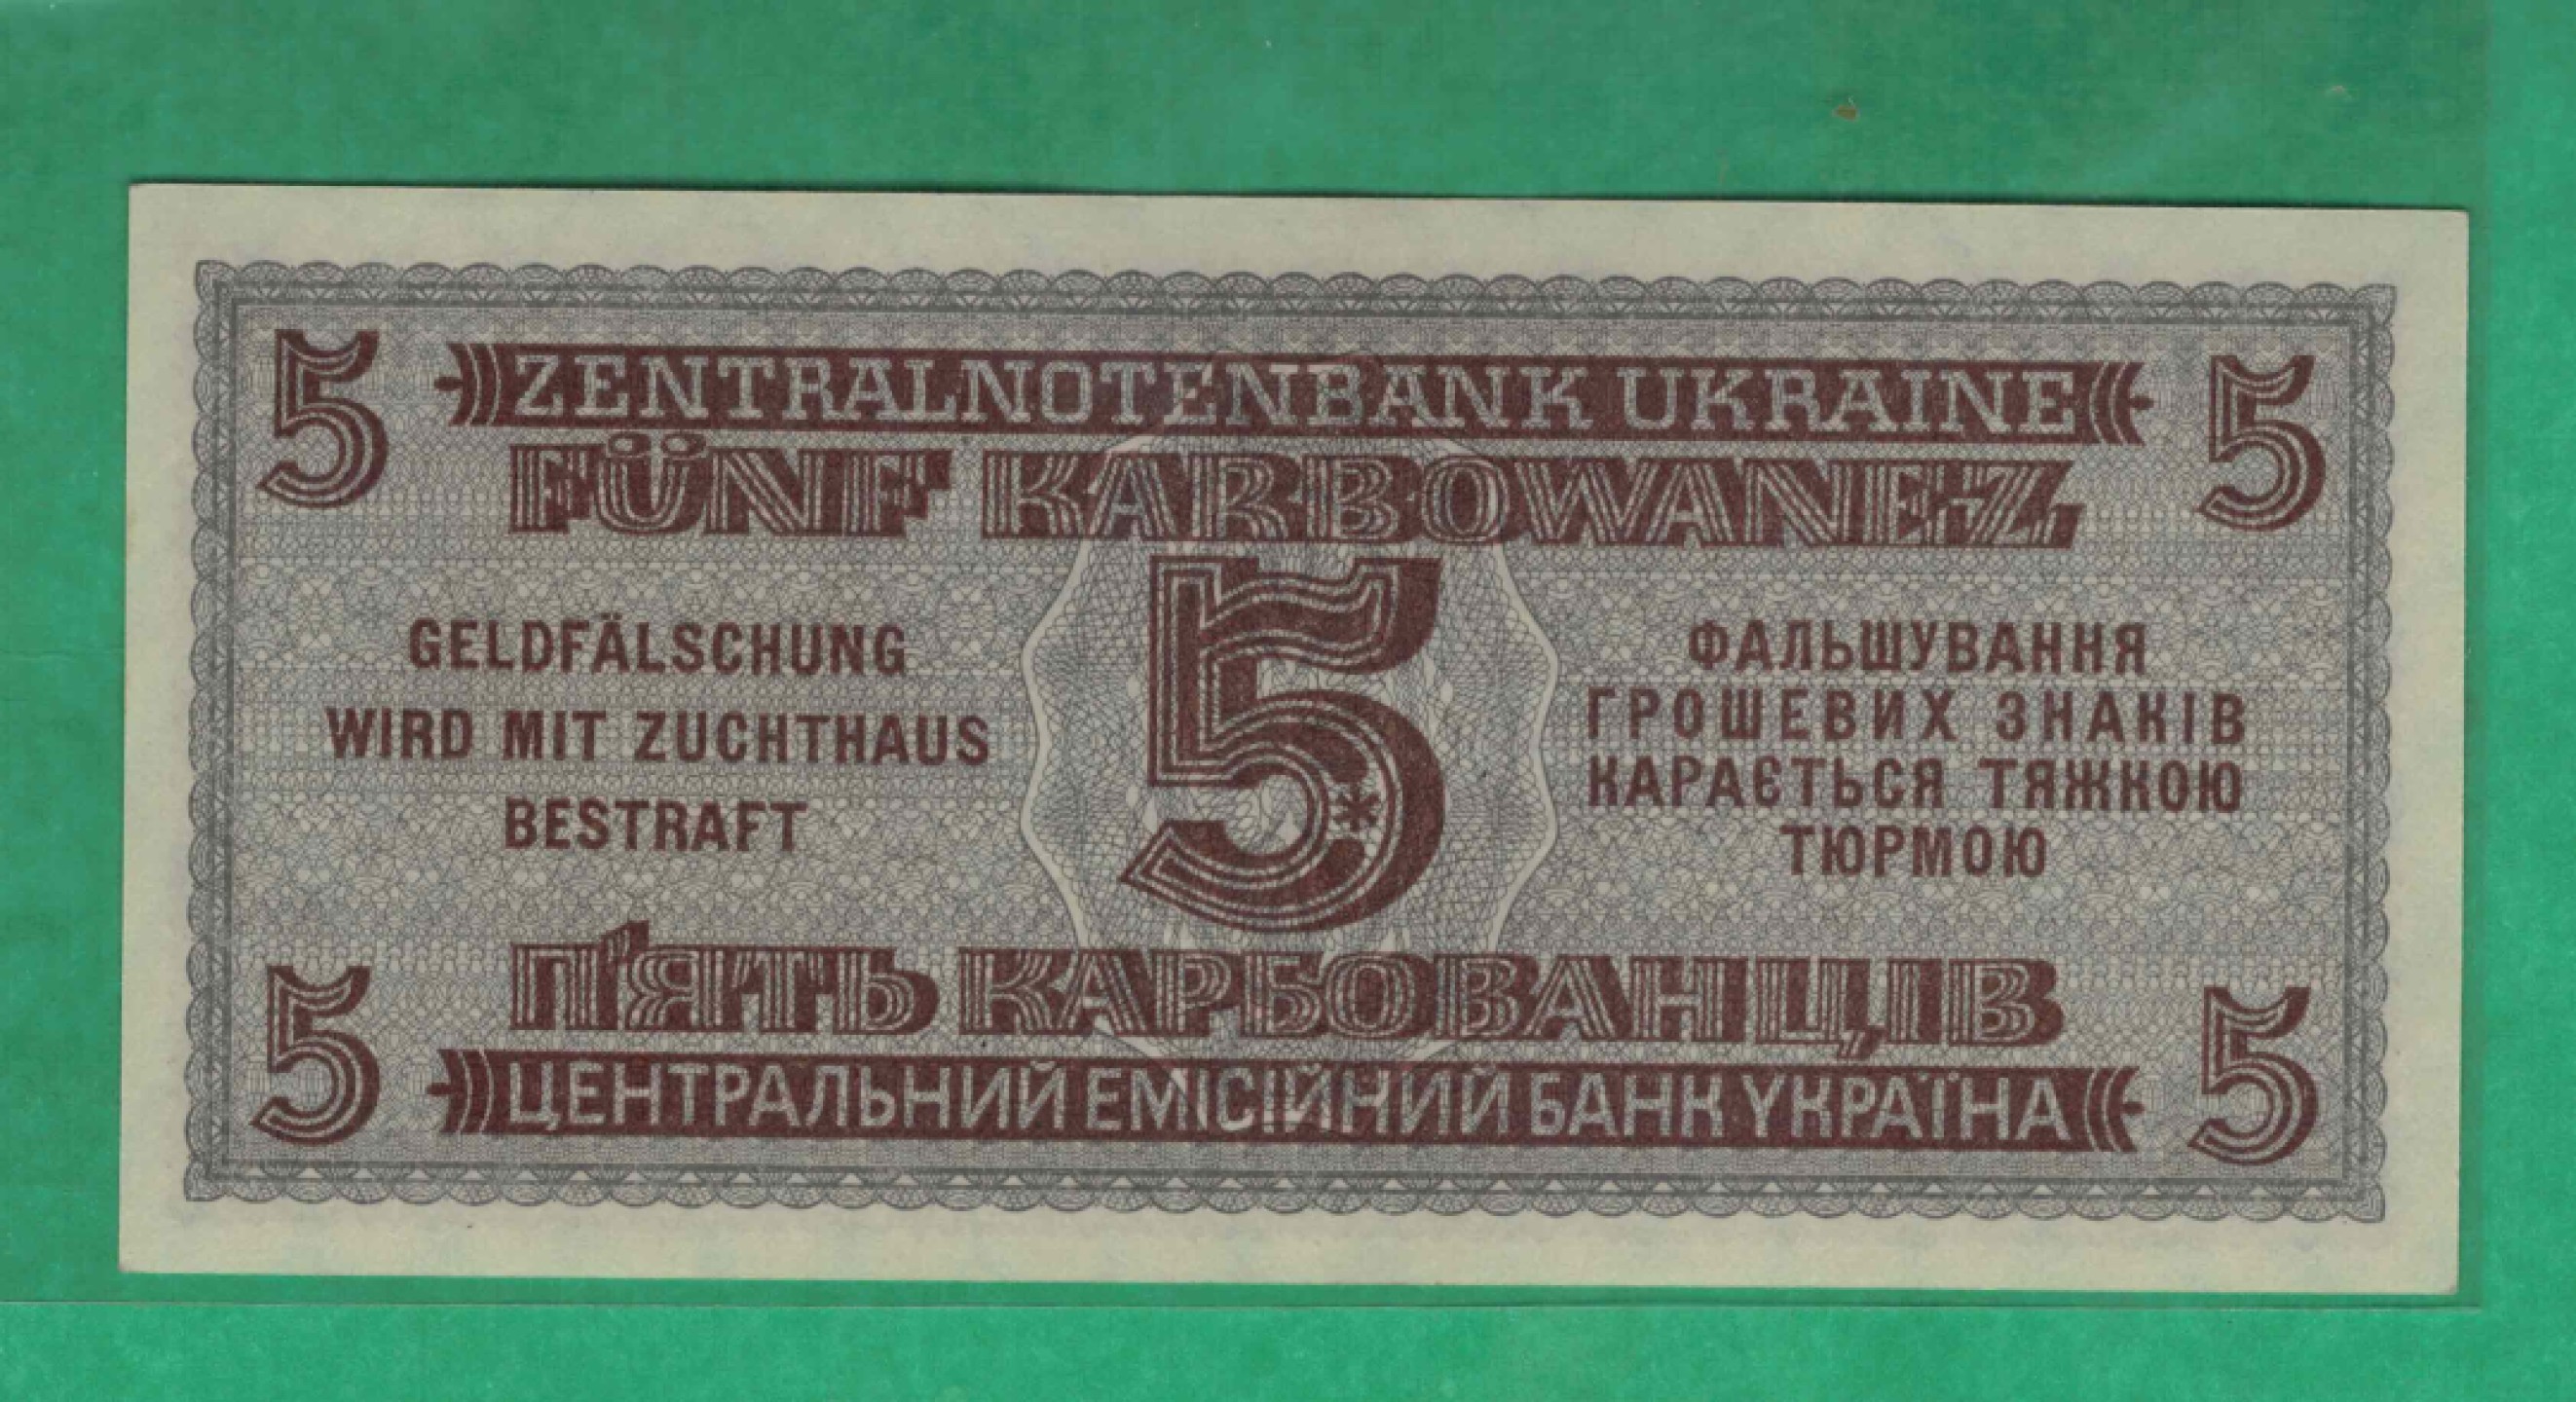 5 ZENTRALNOTENBANK UKRAINE 5
FÜNF KARBOWANEZ
5
GELDFÄLSCHUNG
WIRD MIT ZUCHTHAUS
BESTRAFT
ФАЛЬШУВАННЯ
ГРОШЕВИХ ЗНАКІВ
КАРАЄТЬСЯ ТЯЖКОЮ
ТЮРМОЮ
П'ЯТЬ КАРБОВАНЦІВ
5 ЦЕНТРАЛЬНИЙ ЕМІСІЙНИЙ БАНК УКРАЇНА 5